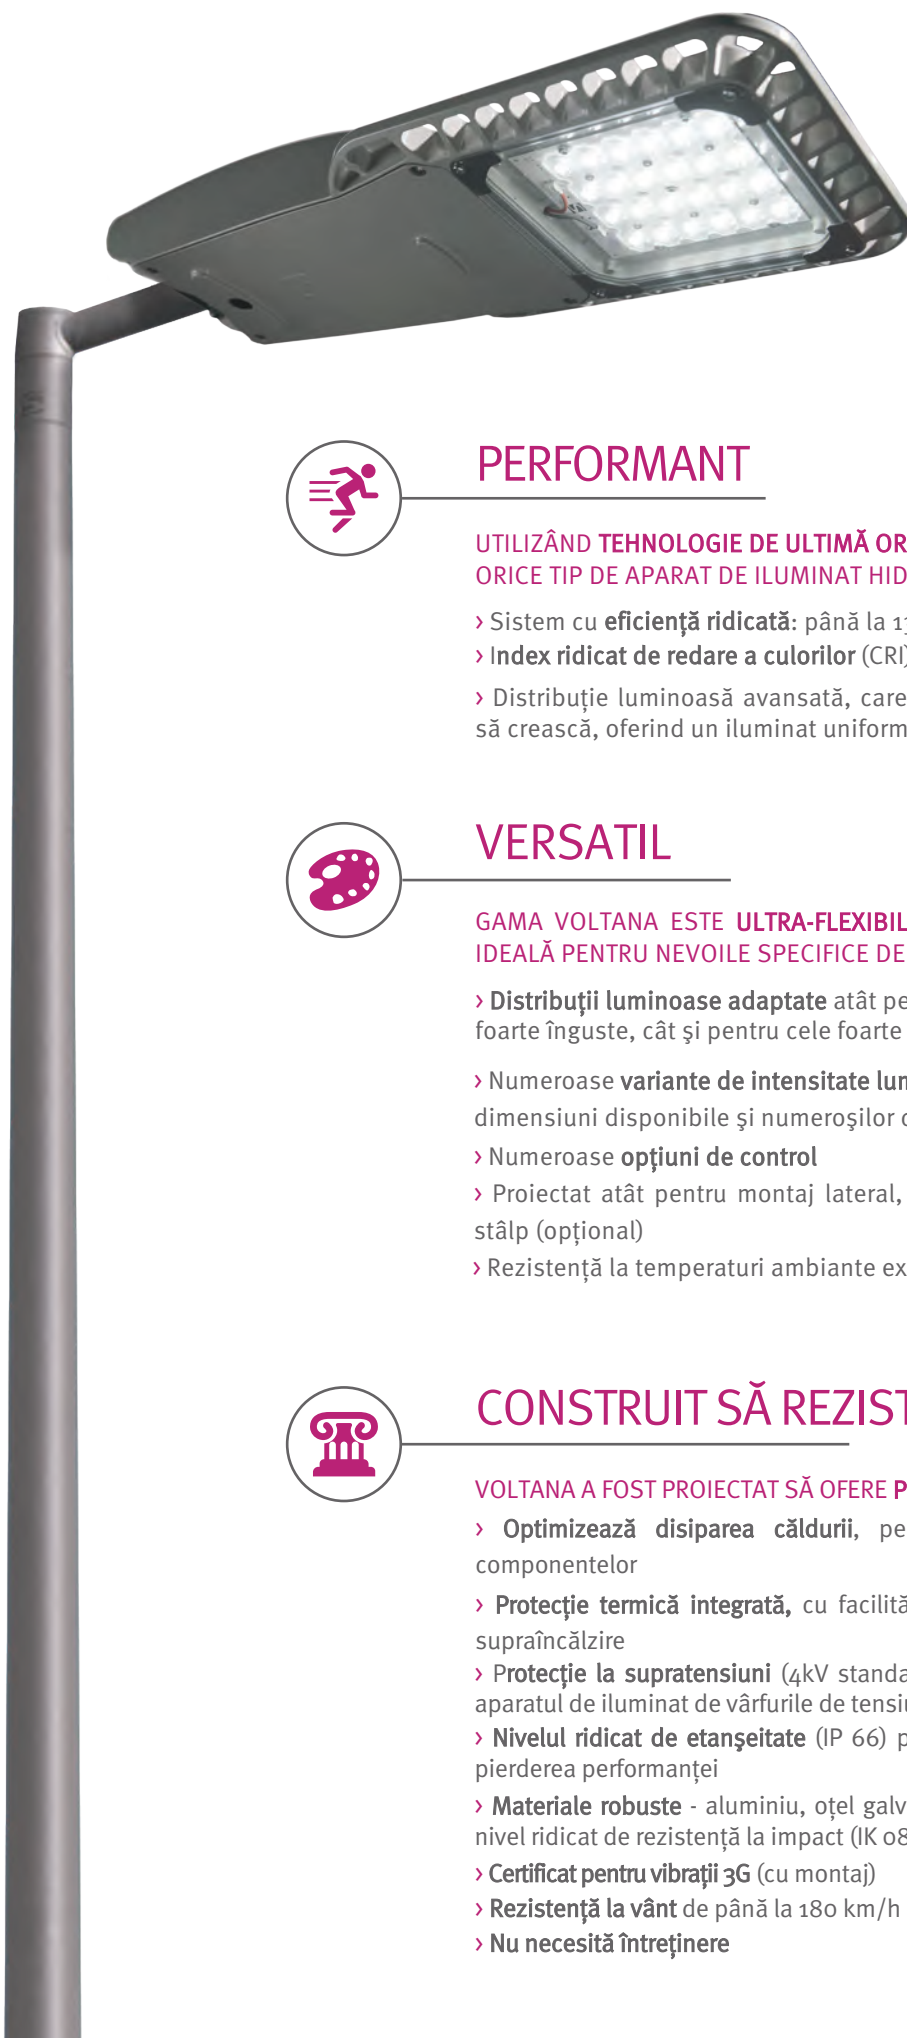 PERFORMANT
UTILIZÂND TEHNOLOGIE DE ULTIMĂ OR
ORICE TIP DE APARAT DE ILUMINAT HID
› Sistem cu eficiență ridicată: până la 13
› Index ridicat de redare a culorilor (CRI)
› Distribuție luminoasă avansată, care
să crească, oferind un iluminat uniform
VERSATIL
GAMA VOLTANA ESTE ULTRA-FLEXIBIL
IDEALĂ PENTRU NEVOILE SPECIFICE DE
› Distribuții luminoase adaptate atât pe
foarte înguste, cât şi pentru cele foarte
› Numeroase variante de intensitate lum
dimensiuni disponibile şi numeroşilor c
› Numeroase opțiuni de control
› Proiectat atât pentru montaj lateral,
stâlp (opțional)
› Rezistență la temperaturi ambiante ex
CONSTRUIT SĂ REZIST
VOLTANA A FOST PROIECTAT SĂ OFERE P
› Optimizează disiparea căldurii, pe
componentelor
› Protecție termică integrată, cu facilită
supraîncălzire
› Protecție la supratensiuni (4kV standa
aparatul de iluminat de vârfurile de tensiu
› Nivelul ridicat de etanşeitate (IP 66) p
pierderea performanței
› Materiale robuste - aluminiu, oțel galv
nivel ridicat de rezistență la impact (IK 08
› Certificat pentru vibrații 3G (cu montaj)
› Rezistență la vânt de până la 180 km/h
› Nu necesită întreținere